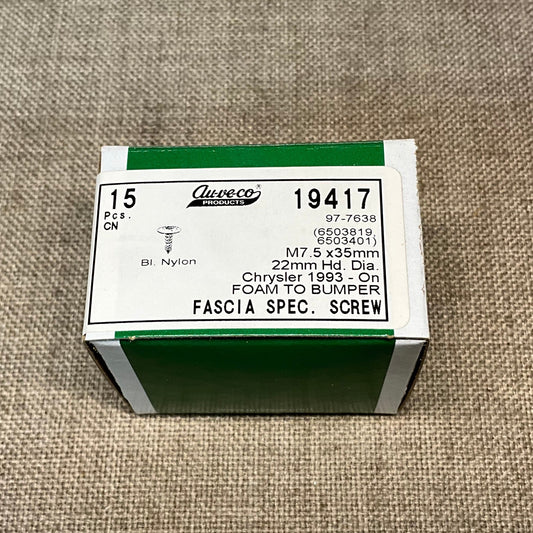 15
Pcs.
CN
Au-ve-co®
PRODUCTS
19417
97-7638
(6503819,
6503401)
Bl. Nylon
M7.5 x35mm
22mm Hd. Dia.
Chrysler 1993 - On
FOAM TO BUMPER
FASCIA SPEC. SCREW